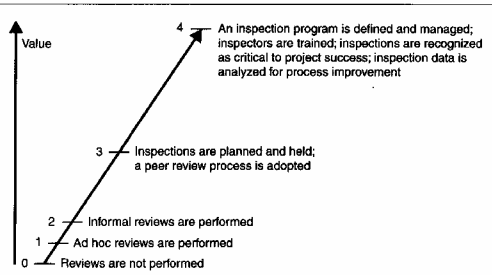 4 An inspection program is defined and managed;
Value
inspectors are trained; inspections are recognized
as critical to project success; inspection data is
analyzed for process improvement
3 Inspections are planned and held;
a peer review process is adopted
2 Informal reviews are performed
1 Ad hoc reviews are performed
0 Reviews are not performed